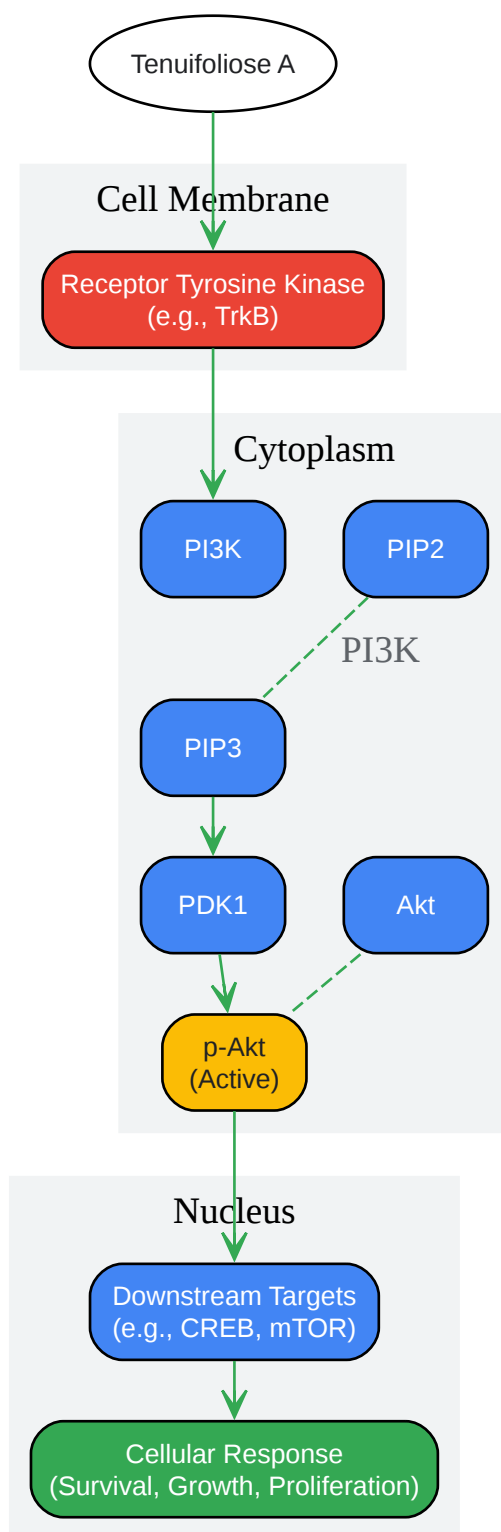 Tenuifoliose A
Cell Membrane
Receptor Tyrosine Kinase
(e.g., TrkB)
Cytoplasm
PI3K
PIP2
PI3K
PIP3
PDK1
Akt
p-Akt
(Active)
Nucleus
Downstream Targets
(e.g., CREB, mTOR)
Cellular Response
(Survival, Growth, Proliferation)